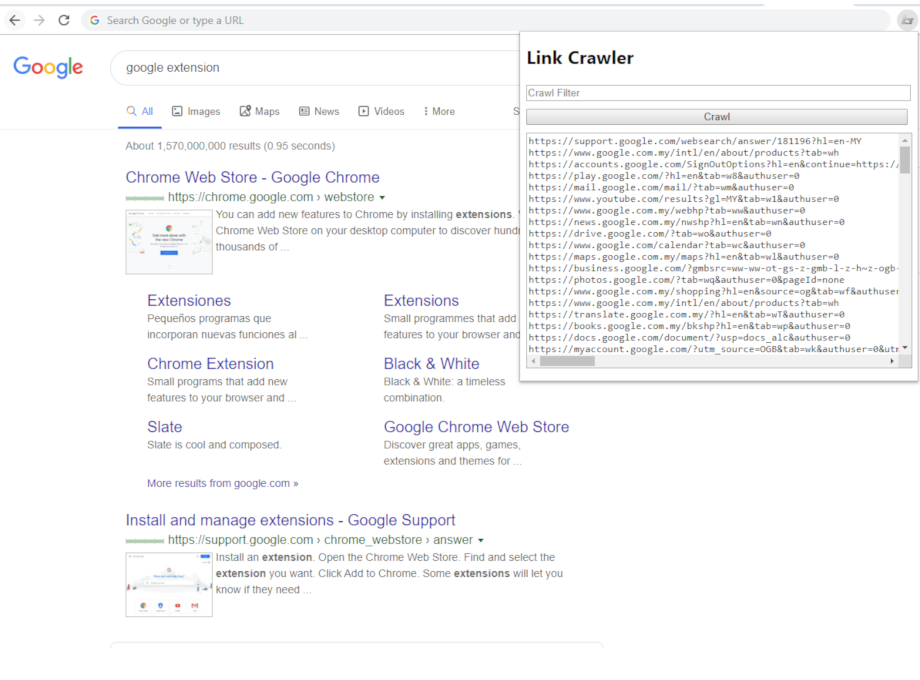 Search Google or type a URL
Google
google extension
All
Images
Maps
News
Videos
More
S
About 1,570,000,000 results (0.95 seconds)
Chrome Web Store - Google Chrome
https://chrome.google.com › webstore
You can add new features to Chrome by installing extensions.
Chrome Web Store on your desktop computer to discover hundr
thousands of ...
Extensiones
Pequeños programas que
incorporan nuevas funciones al ...
Extensions
Small programmes that add
features to your browser and
Chrome Extension
Small programs that add new
features to your browser and ...
Black & White
Black & White: a timeless
combination.
Slate
Slate is cool and composed.
Google Chrome Web Store
Discover great apps, games,
extensions and themes for ...
More results from google.com »
Install and manage extensions - Google Support
https://support.google.com › chrome_webstore › answer
Install an extension. Open the Chrome Web Store. Find and select the
extension you want. Click Add to Chrome. Some extensions will let you
know if they need ...
Link Crawler
Crawl Filter
Crawl
https://support.google.com/websearch/answer/181196?hl=en-MY
https://www.google.com.my/intl/en/about/products?tab=wh
https://accounts.google.com/SignOutOptions?hl=en&continue=https:/
https://play.google.com/?hl=en&tab=w8&authuser=0
https://mail.google.com/mail/?tab=wm&authuser=0
https://www.youtube.com/results?gl=MY&tab=w1&authuser=0
https://www.google.com/webhp?tab=ww&authuser=0
https://news.google.com.my/nwshp?hl=en&tab=wn&authuser=0
https://drive.google.com/?tab=wo&authuser=0
https://www.google.com/calendar?tab=wc&authuser=0
https://maps.google.com.my/maps?hl=en&tab=wl&authuser=0
https://business.google.com/?gmbsrc=ww-ww-ot-gs-z-gmb-l-z-h~z-ogb-
https://photos.google.com/?tab=wq&authuser=0&pageId=none
https://www.google.com.my/shopping?hl=en&source=og&tab=wf&authuser
https://www.google.com.my/intl/en/about/products?tab=wh
https://translate.google.com.my/?hl=en&tab=wT&authuser=0
https://books.google.com.my/bkshp?hl=en&tab=wp&authuser=0
https://docs.google.com/document/?usp=docs_alc&authuser=0
https://myaccount.google.com/?utm_source=OGB&tab=wk&authuser=0&utm